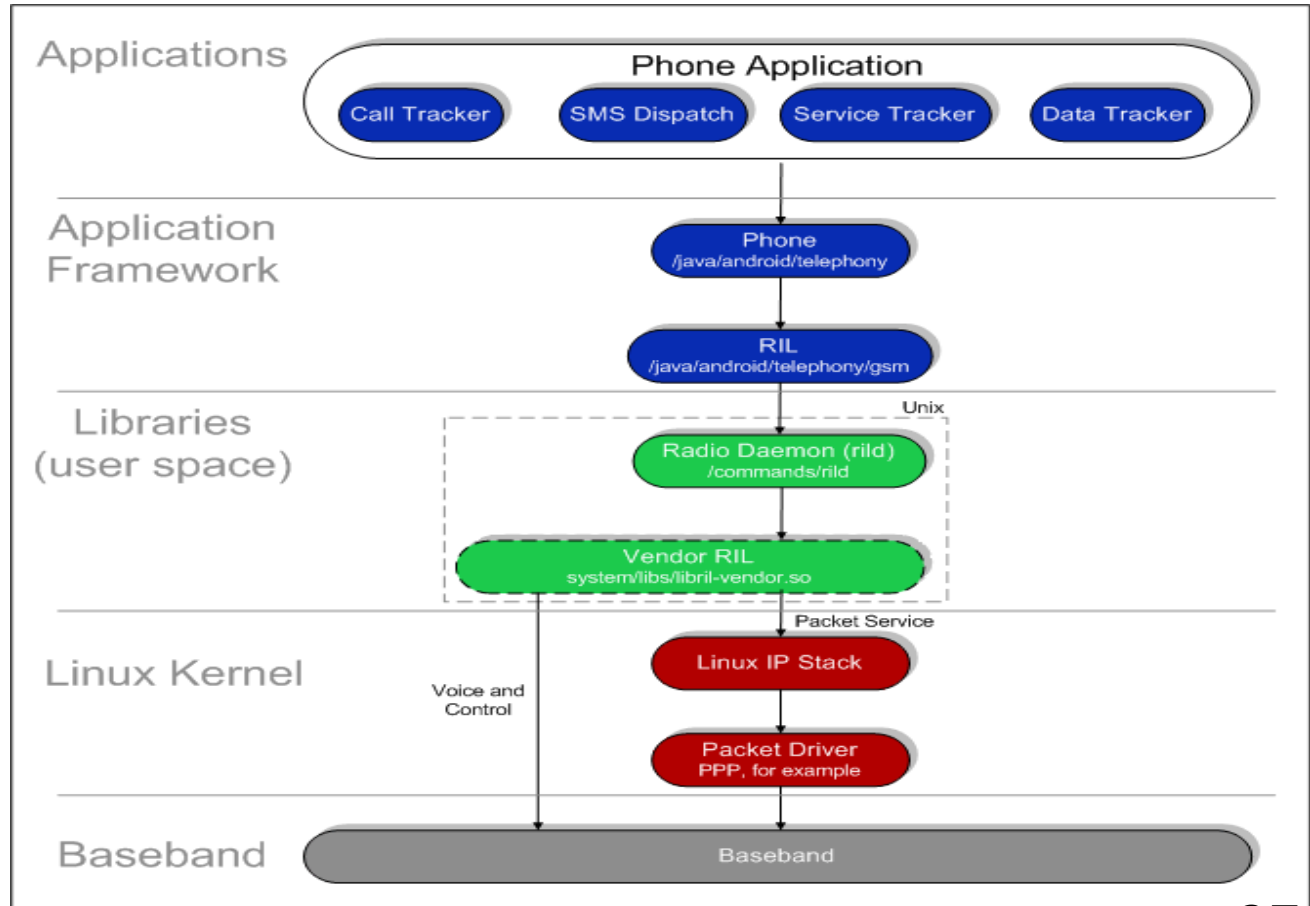 Applications
Phone Application
Call Tracker
SMS Dispatch
Service Tracker
Data Tracker
Application
Framework
Phone
/java/android/telephony
RIL
/java/android/telephony/gsm
Libraries
(user space)
Unix
Radio Daemon (rild)
/commands/rild
Vendor RIL
system/libs/libril-vendor.so
Packet Service
Linux Kernel
Linux IP Stack
Voice and
Control
Packet Driver
PPP, for example
Baseband
Baseband